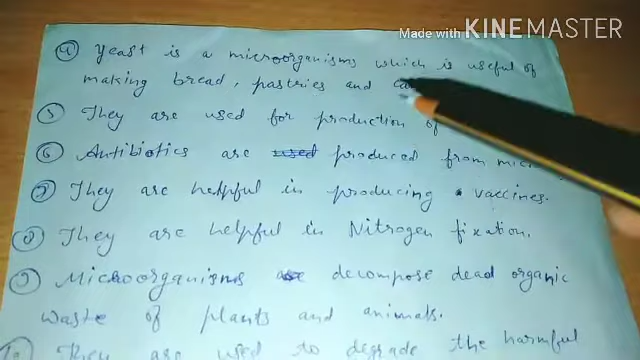 Made with KINEMASTER
④ Yeast is a microorganisms which is useful of
making bread, pastries and
⑤ They are used for production of
⑥ Antibiotics are used produced from
⑦ They are helpful in producing vaccines.
⑧ They are helpful in Nitrogen fixation.
⑨ Microorganisms decompose dead organic
waste of plants and animals.
10 They are used to degrade the harmful